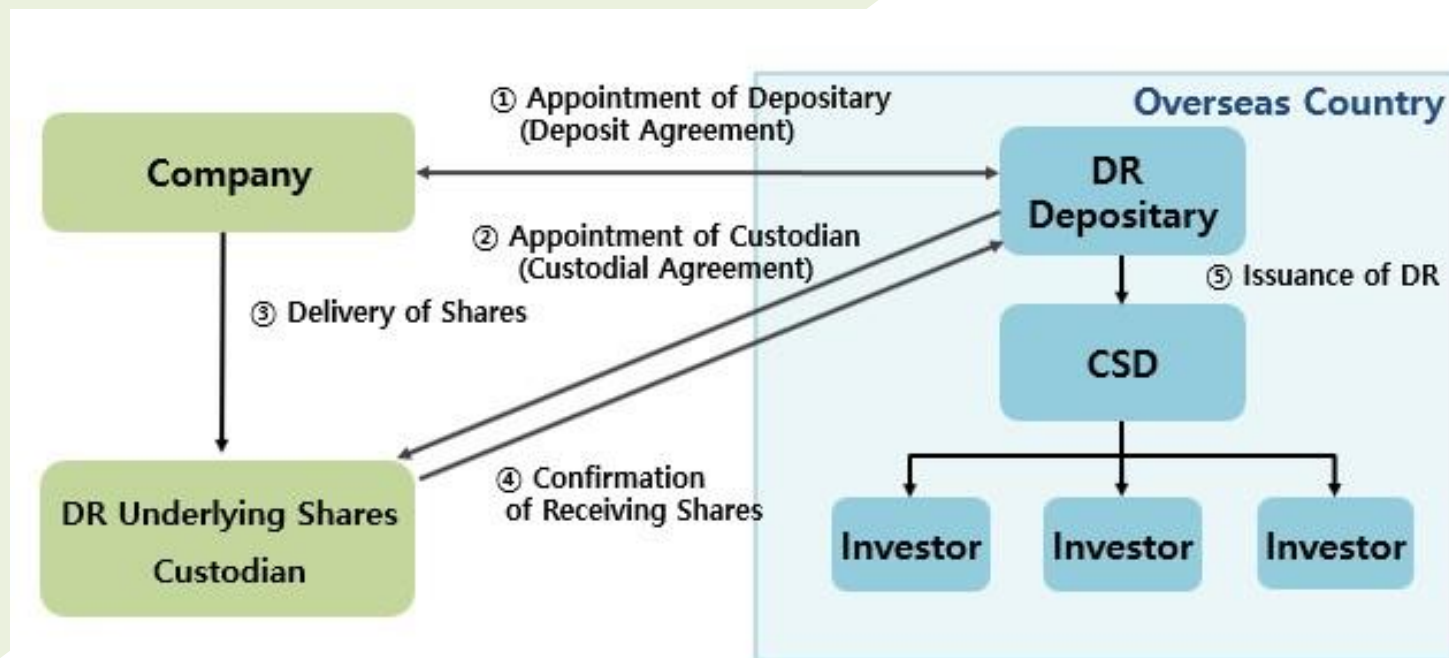 ① Appointment of Depositary
(Deposit Agreement)
Overseas Country
Company
DR
Depositary
② Appointment of Custodian
(Custodial Agreement)
③ Delivery of Shares
⑤ Issuance of DR
CSD
④ Confirmation
of Receiving Shares
DR Underlying Shares
Custodian
Investor
Investor
Investor